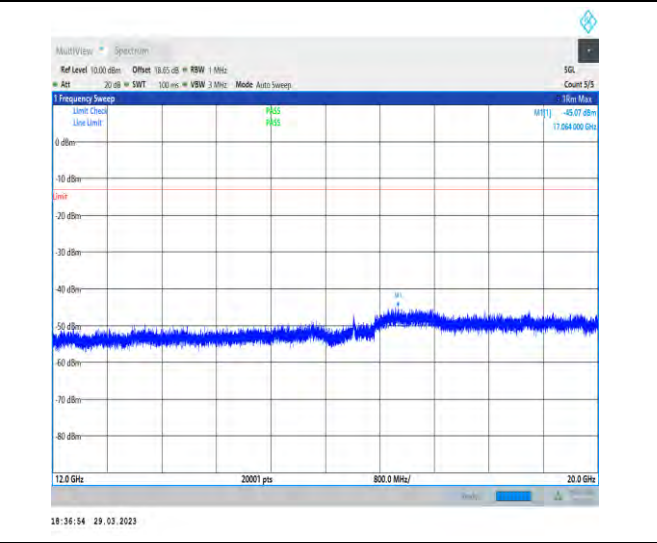 MultiView Spectrum
Ref Level 10.00 dBm Offset 18.65 dB RBW 1 MHz SGL
Att 20 dB SWT 100 ms VBW 3 MHz Mode Auto Sweep Count 5/5
1 Frequency Sweep 1Rm Max
Limit Check PASS M1[1] -45.07 dBm
Line Limit PASS 17.064 000 GHz
0 dBm
-10 dBm
Limit
-20 dBm
-30 dBm
-40 dBm
M1
-50 dBm
-60 dBm
-70 dBm
-80 dBm
12.0 GHz 20001 pts 800.0 MHz/ 20.0 GHz
Ready
18:36:54 29.03.2023